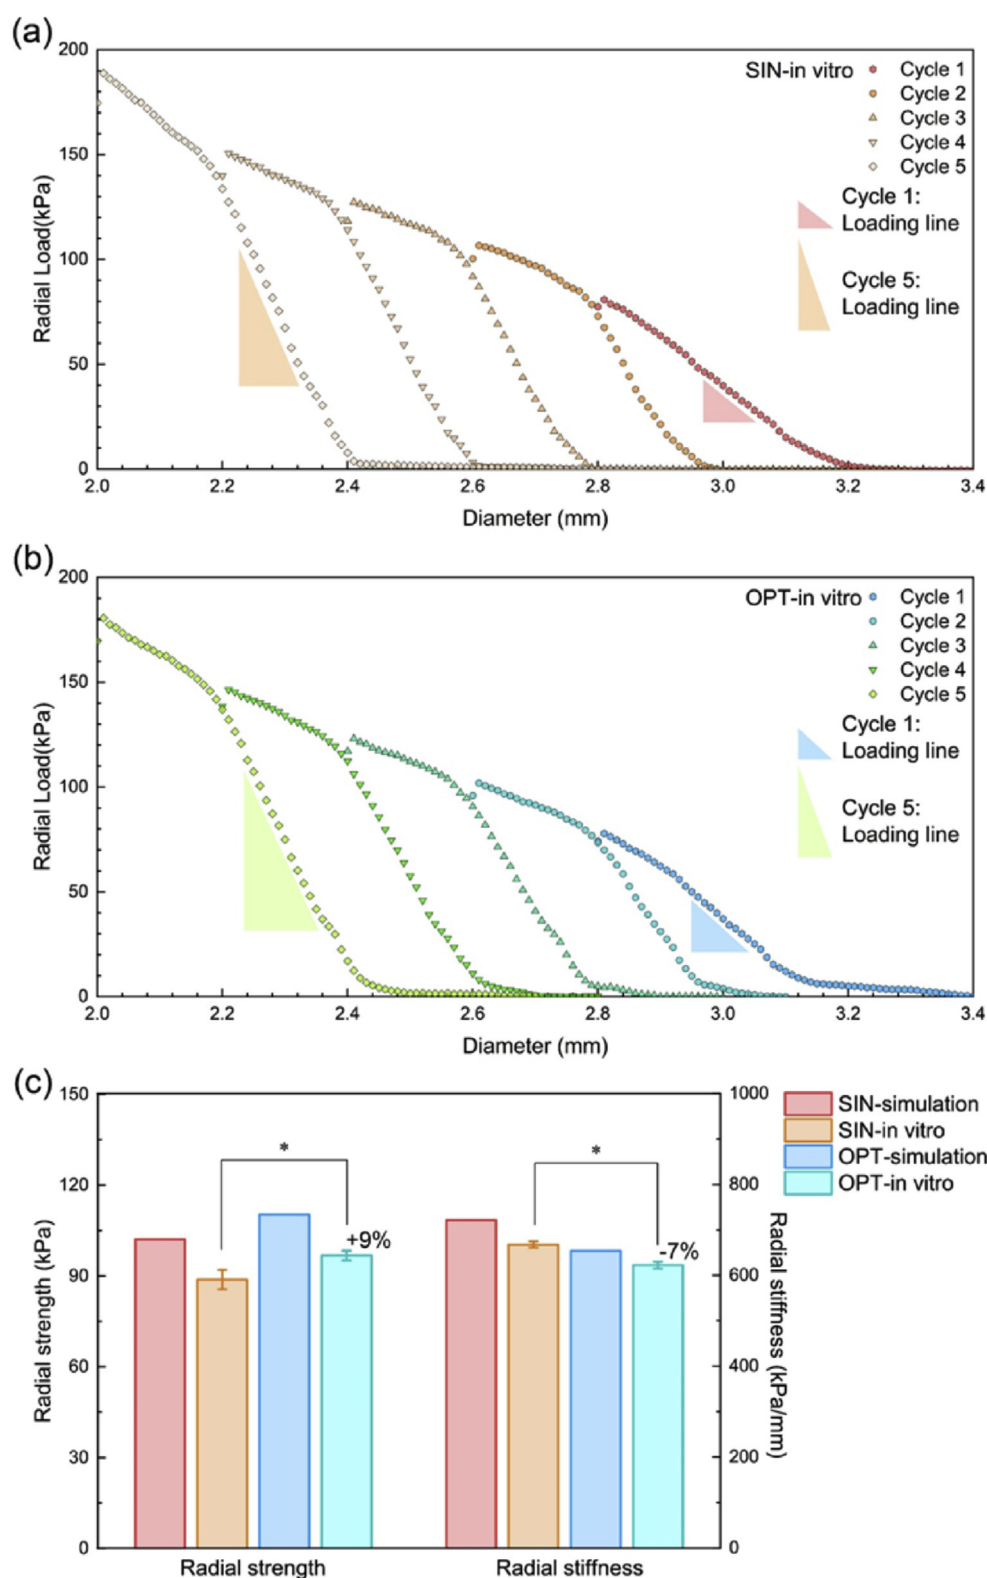 (a)
200
150
100
50
0
Radial Load(kPa)
SIN-in vitro
Cycle 1
Cycle 2
Cycle 3
Cycle 4
Cycle 5
Cycle 1:
Loading line
Cycle 5:
Loading line
2.0 2.2 2.4 2.6 2.8 3.0 3.2 3.4
Diameter (mm)
(b)
200
150
100
50
0
Radial Load(kPa)
OPT-in vitro
Cycle 1
Cycle 2
Cycle 3
Cycle 4
Cycle 5
Cycle 1:
Loading line
Cycle 5:
Loading line
2.0 2.2 2.4 2.6 2.8 3.0 3.2 3.4
Diameter (mm)
(c)
150
120
90
60
30
0
Radial strength (kPa)
*
+9%
*
-7%
1000
800
600
400
200
0
Radial stiffness (kPa/mm)
SIN-simulation
SIN-in vitro
OPT-simulation
OPT-in vitro
Radial strength
Radial stiffness